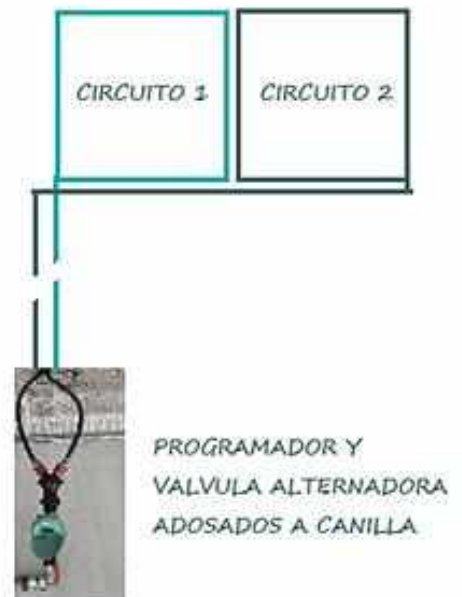 CIRCUITO 1
CIRCUITO 2
PROGRAMADOR Y
VALVULA ALTERNADORA
ADOSADOS A CANILLA